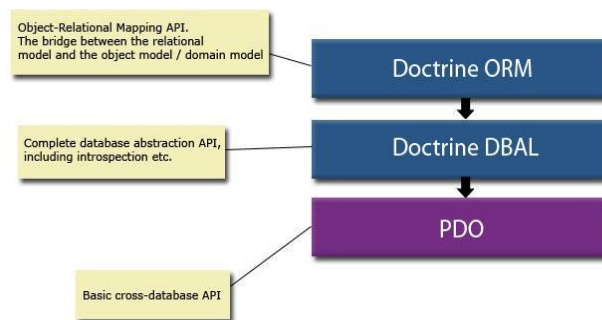 Object-Relational Mapping API.
The bridge between the relational
model and the object model / domain model
Doctrine ORM
Complete database abstraction API,
including introspection etc.
Doctrine DBAL
PDO
Basic cross-database API